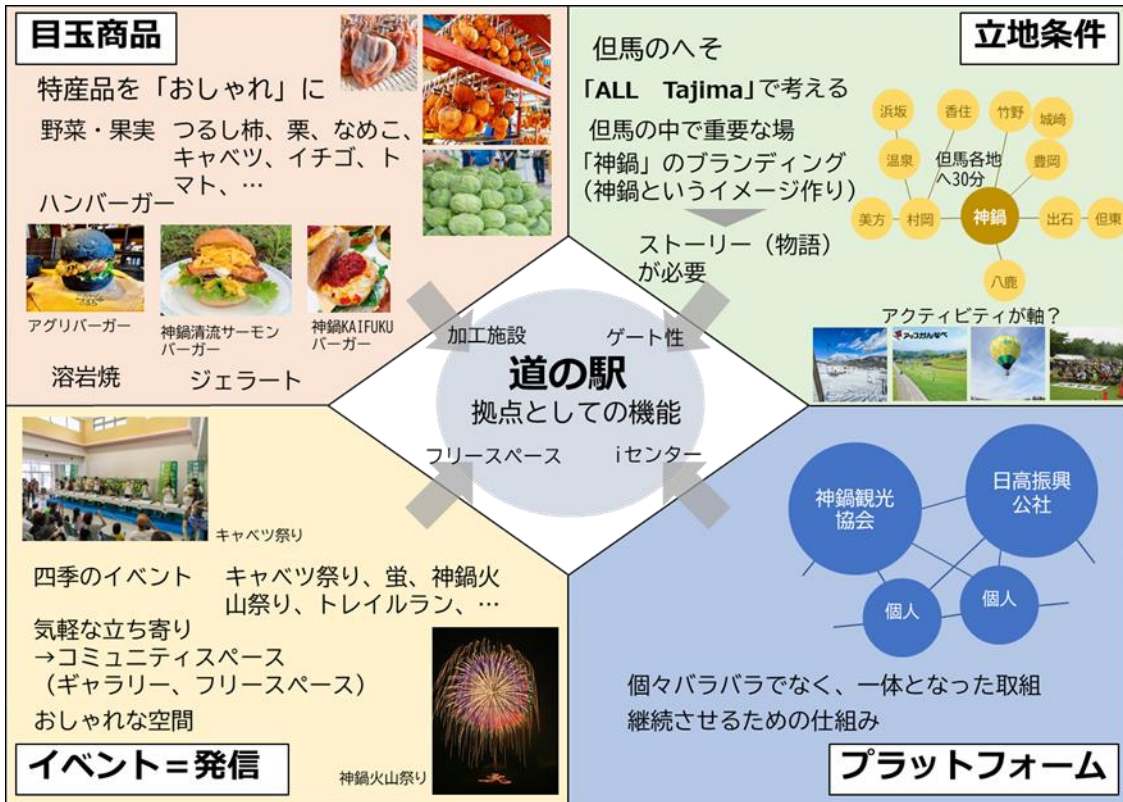 目玉商品
特産品を「おしゃれ」に
野菜・果実
つるし柿、栗、なめこ、
キャベツ、イチゴ、ト
マト、…
ハンバーガー
アグリバーガー
神鍋清流サーモン
バーガー
神鍋KAIFUKU
バーガー
溶岩焼
ジェラート
立地条件
但馬のへそ
「ALL Tajima」で考える
但馬の中で重要な場
「神鍋」のブランディング
(神鍋というイメージ作り)
ストーリー(物語)
が必要
浜坂
香住
竹野
城崎
温泉
但馬各地
へ30分
豊岡
美方
村岡
神鍋
出石
但東
八鹿
アクティビティが軸?
アップかんなべ
加工施設
ゲート性
道の駅
拠点としての機能
フリースペース
iセンター
キャベツ祭り
四季のイベント
キャベツ祭り、蛍、神鍋火
山祭り、トレイルラン、…
気軽な立ち寄り
→コミュニティスペース
(ギャラリー、フリースペース)
おしゃれな空間
神鍋火山祭り
イベント=発信
神鍋観光
協会
日高振興
公社
個人
個人
個々バラバラでなく、一体となった取組
継続させるための仕組み
プラットフォーム